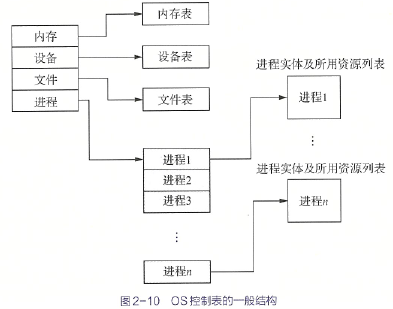 内存
设备
文件
进程
内存表
设备表
文件表
进程1
进程2
进程3
⋮
进程n
进程实体及所用资源列表
进程1
⋮
进程实体及所用资源列表
进程n
图2-10 OS控制表的一般结构